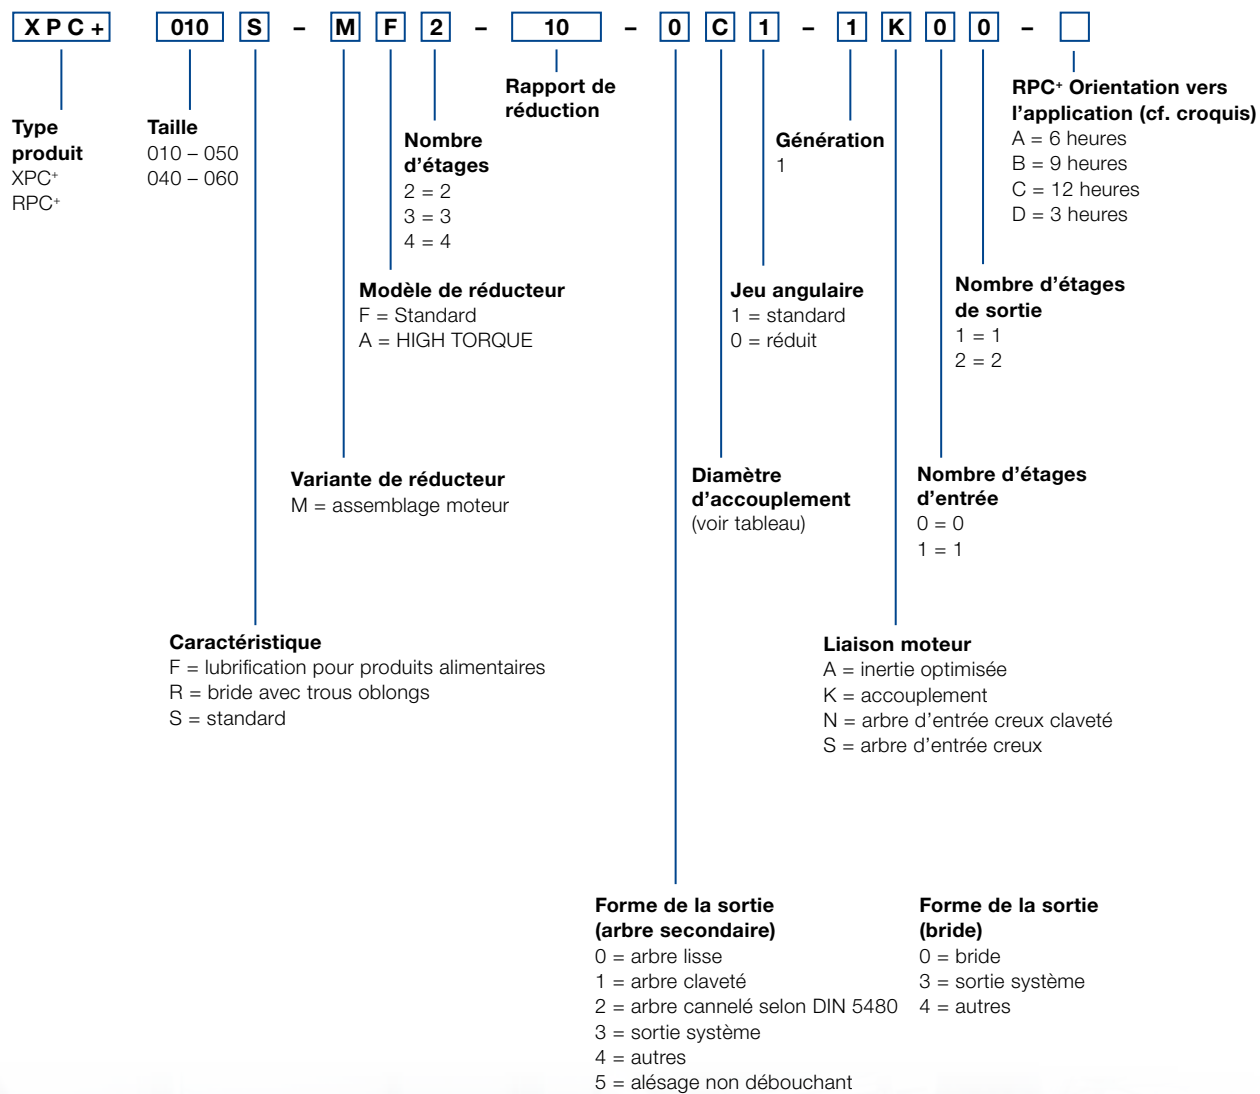 XPC+ 010 S – M F 2 – 10 – 0 C 1 – 1 K 0 0 –
Type
produit
XPC+
RPC+
Taille
010 – 050
040 – 060
Nombre
d'étages
2 = 2
3 = 3
4 = 4
Rapport de
réduction
Génération
1
RPC+ Orientation vers
l'application (cf. croquis)
A = 6 heures
B = 9 heures
C = 12 heures
D = 3 heures
Modèle de réducteur
F = Standard
A = HIGH TORQUE
Jeu angulaire
1 = standard
0 = réduit
Nombre d'étages
de sortie
1 = 1
2 = 2
Variante de réducteur
M = assemblage moteur
Diamètre
d'accouplement
(voir tableau)
Nombre d'étages
d'entrée
0 = 0
1 = 1
Caractéristique
F = lubrification pour produits alimentaires
R = bride avec trous oblongs
S = standard
Liaison moteur
A = inertie optimisée
K = accouplement
N = arbre d'entrée creux claveté
S = arbre d'entrée creux
Forme de la sortie
(arbre secondaire)
0 = arbre lisse
1 = arbre claveté
2 = arbre cannelé selon DIN 5480
3 = sortie système
4 = autres
5 = alésage non débouchant
Forme de la sortie
(bride)
0 = bride
3 = sortie système
4 = autres